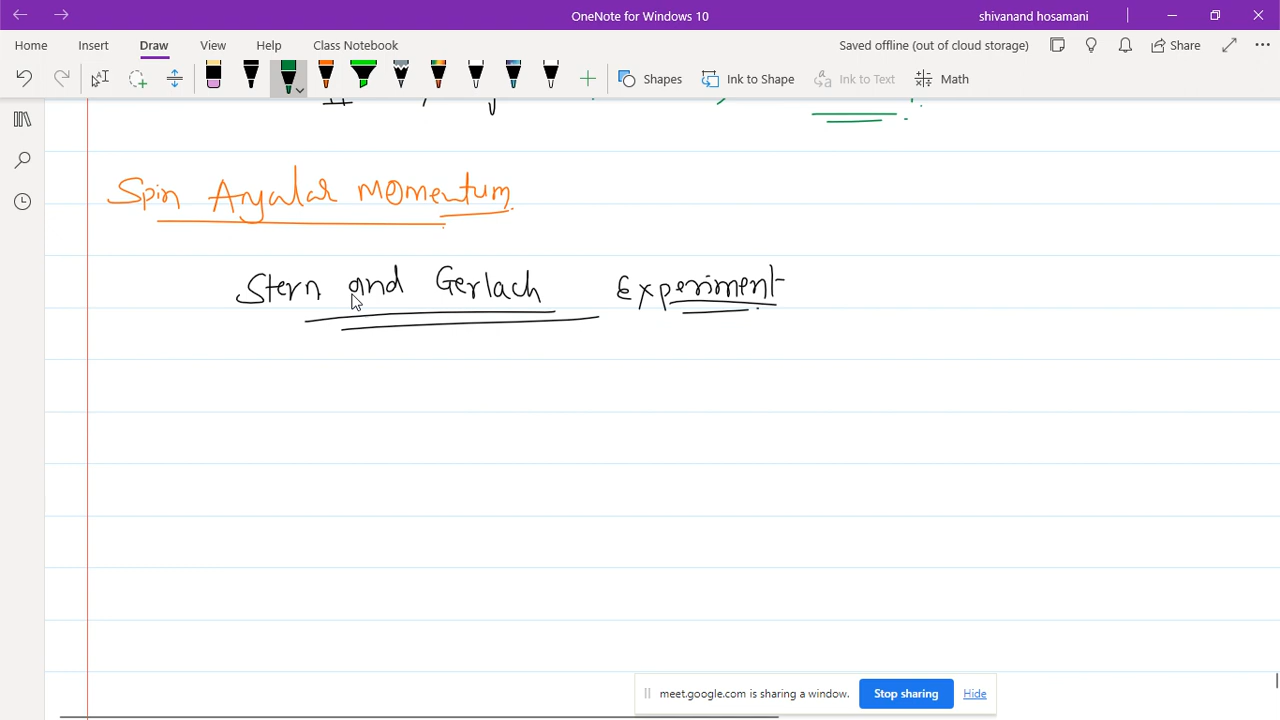 OneNote for Windows 10
shivanand hosamani
Home Insert Draw View Help Class Notebook
Saved offline (out of cloud storage)
Share
Shapes
Ink to Shape
Ink to Text
Math
Spin Angular Momentum
Stern and Gerlach Experiment
meet.google.com is sharing a window.
Stop sharing
Hide